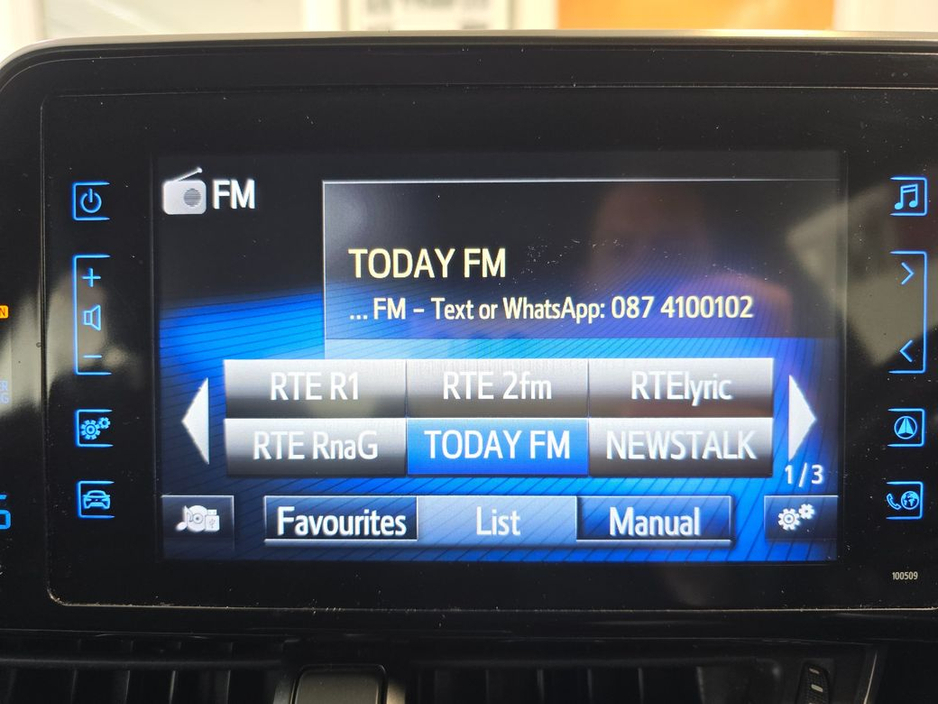 FM
TODAY FM
... FM – Text or WhatsApp: 087 4100102
RTE R1 RTE 2fm RTElyric
RTE RnaG TODAY FM NEWSTALK
1/3
Favourites List Manual
100509